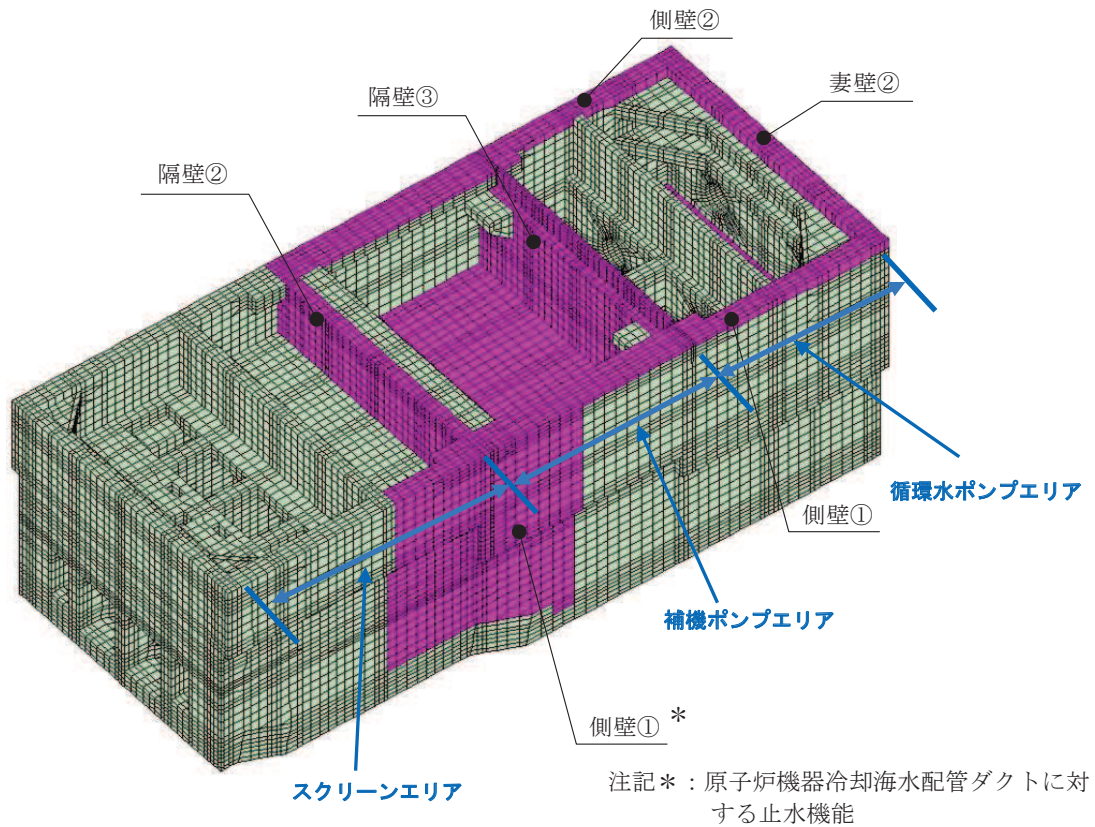 側壁②
妻壁②
隔壁③
隔壁②
循環水ポンプエリア
側壁①
補機ポンプエリア
側壁①＊
スクリーンエリア
注記＊：原子炉機器冷却海水配管ダクトに対
する止水機能